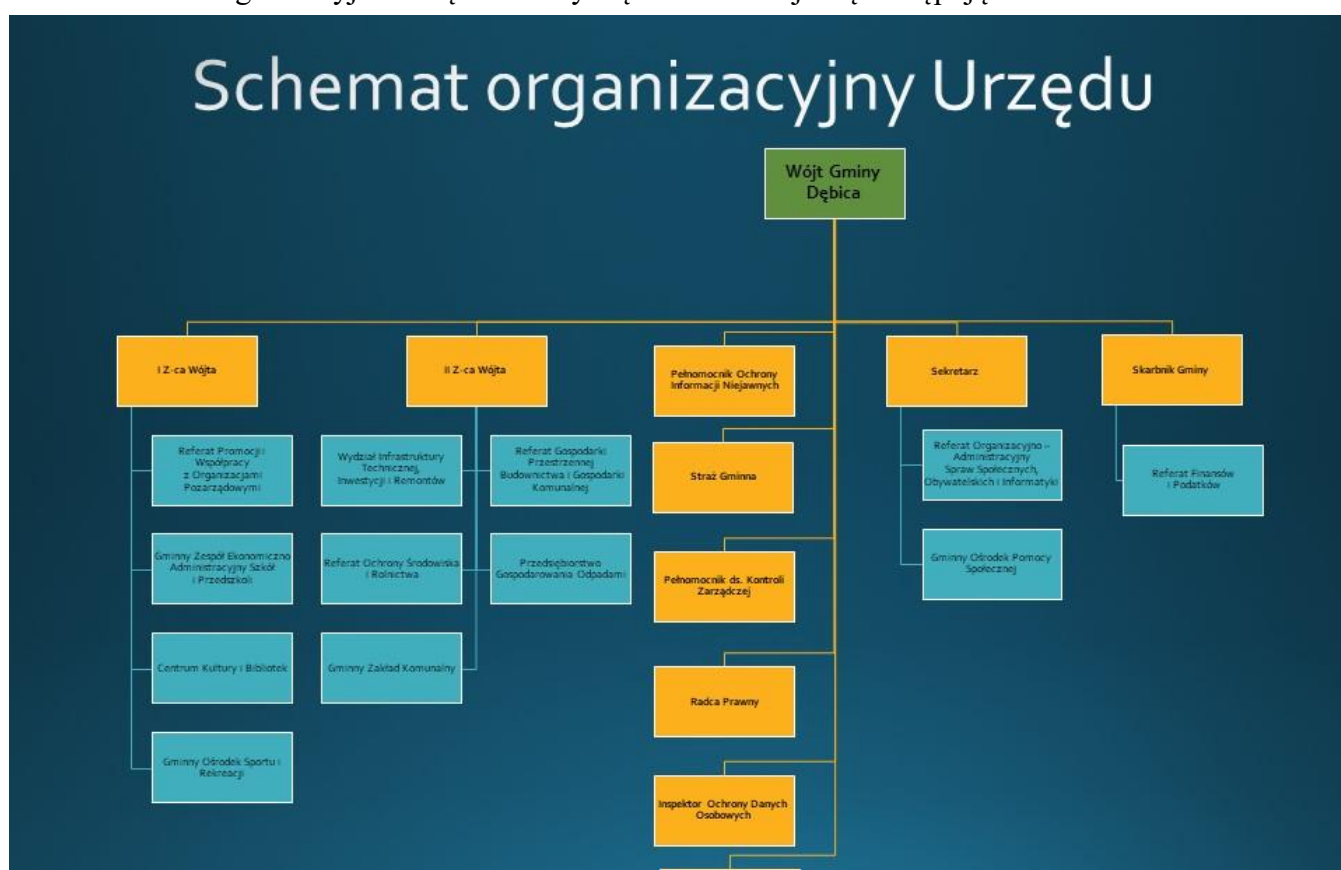 Schemat organizacyjny Urzędu
Wójt Gminy
Dębica
I Z-ca Wójta
II Z-ca Wójta
Pełnomocnik Ochrony
Informacji Niejawnych
Sekretarz
Skarbnik Gminy
Referat Promocji i
Współpracy
z Organizacjami
Pozarządowymi
Wydział Infrastruktury
Technicznej,
Inwestycji i Remontów
Referat Gospodarki
Przestrzennej
Budownictwa i Gospodarki
Komunalnej
Straż Gminna
Referat Organizacyjno –
Administracyjny
Spraw Społecznych,
Obywatelskich i Informatyki
Referat Finansów
i Podatków
Gminny Zespół Ekonomiczno
Administracyjny Szkół
i Przedszkoli
Referat Ochrony Środowiska
i Rolnictwa
Przedsiębiorstwo
Gospodarowania Odpadami
Pełnomocnik ds. Kontroli
Zarządczej
Gminny Ośrodek Pomocy
Społecznej
Centrum Kultury i Bibliotek
Gminny Zakład Komunalny
Radca Prawny
Gminny Ośrodek Sportu i
Rekreacji
Inspektor Ochrony Danych
Osobowych